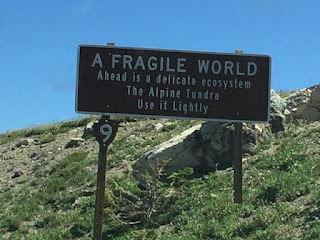 A FRAGILE WORLD
Ahead is a delicate ecosystem
The Alpine Tundra
Use it Lightly
9